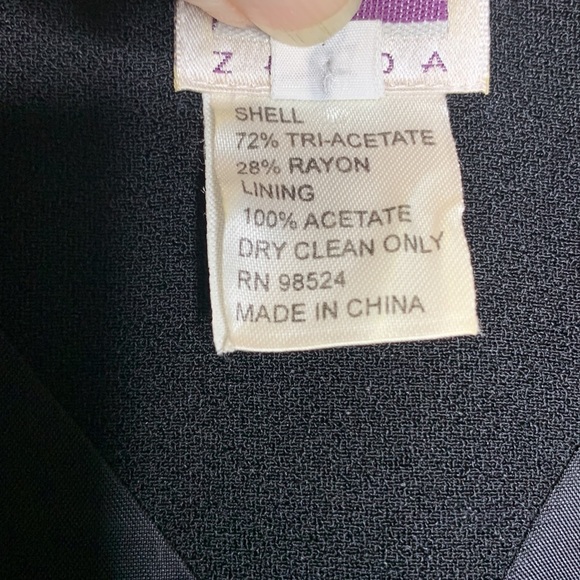 SHELL
72% TRI-ACETATE
28% RAYON
LINING
100% ACETATE
DRY CLEAN ONLY
RN 98524
MADE IN CHINA